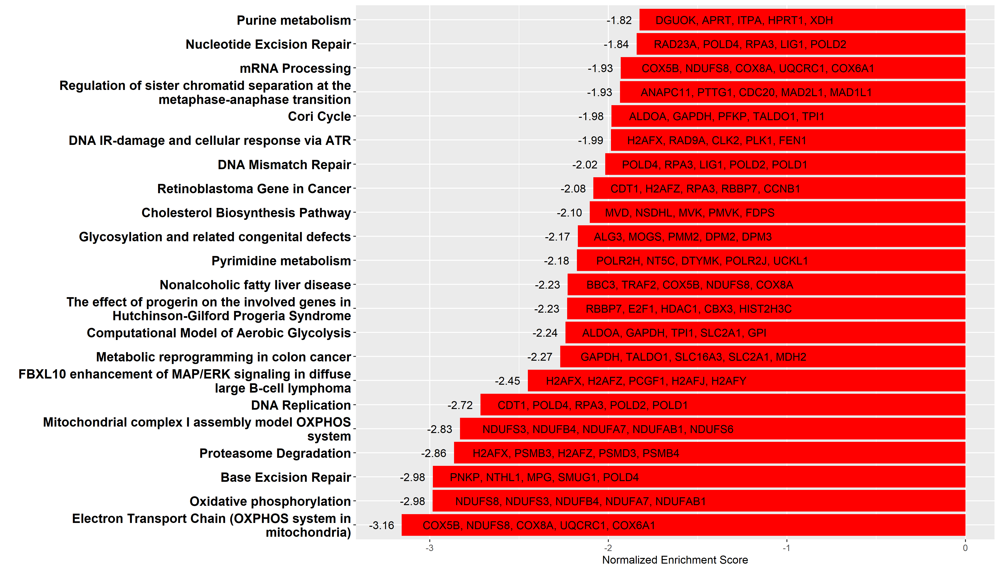 Purine metabolism -1.82 DGUOK, APRT, ITPA, HPRT1, XDH
Nucleotide Excision Repair -1.84 RAD23A, POLD4, RPA3, LIG1, POLD2
mRNA Processing -1.93 COX5B, NDUFS8, COX8A, UQCRC1, COX6A1
Regulation of sister chromatid separation at the
metaphase-anaphase transition -1.93 ANAPC11, PTTG1, CDC20, MAD2L1, MAD1L1
Cori Cycle -1.98 ALDOA, GAPDH, PFKP, TALDO1, TPI1
DNA IR-damage and cellular response via ATR -1.99 H2AFX, RAD9A, CLK2, PLK1, FEN1
DNA Mismatch Repair -2.02 POLD4, RPA3, LIG1, POLD2, POLD1
Retinoblastoma Gene in Cancer -2.08 CDT1, H2AFZ, RPA3, RBBP7, CCNB1
Cholesterol Biosynthesis Pathway -2.10 MVD, NSDHL, MVK, PMVK, FDPS
Glycosylation and related congenital defects -2.17 ALG3, MOGS, PMM2, DPM2, DPM3
Pyrimidine metabolism -2.18 POLR2H, NT5C, DTYMK, POLR2J, UCKL1
Nonalcoholic fatty liver disease -2.23 BBC3, TRAF2, COX5B, NDUFS8, COX8A
The effect of progerin on the involved genes in
Hutchinson-Gilford Progeria Syndrome -2.23 RBBP7, E2F1, HDAC1, CBX3, HIST2H3C
Computational Model of Aerobic Glycolysis -2.24 ALDOA, GAPDH, TPI1, SLC2A1, GPI
Metabolic reprogramming in colon cancer -2.27 GAPDH, TALDO1, SLC16A3, SLC2A1, MDH2
FBXL10 enhancement of MAP/ERK signaling in diffuse
large B-cell lymphoma -2.45 H2AFX, H2AFZ, PCGF1, H2AFJ, H2AFY
DNA Replication -2.72 CDT1, POLD4, RPA3, POLD2, POLD1
Mitochondrial complex I assembly model OXPHOS
system -2.83 NDUFS3, NDUFB4, NDUFA7, NDUFAB1, NDUFS6
Proteasome Degradation -2.86 H2AFX, PSMB3, H2AFZ, PSMD3, PSMB4
Base Excision Repair -2.98 PNKP, NTHL1, MPG, SMUG1, POLD4
Oxidative phosphorylation -2.98 NDUFS8, NDUFS3, NDUFB4, NDUFA7, NDUFAB1
Electron Transport Chain (OXPHOS system in
mitochondria) -3.16 COX5B, NDUFS8, COX8A, UQCRC1, COX6A1
-3 -2 -1 0
Normalized Enrichment Score